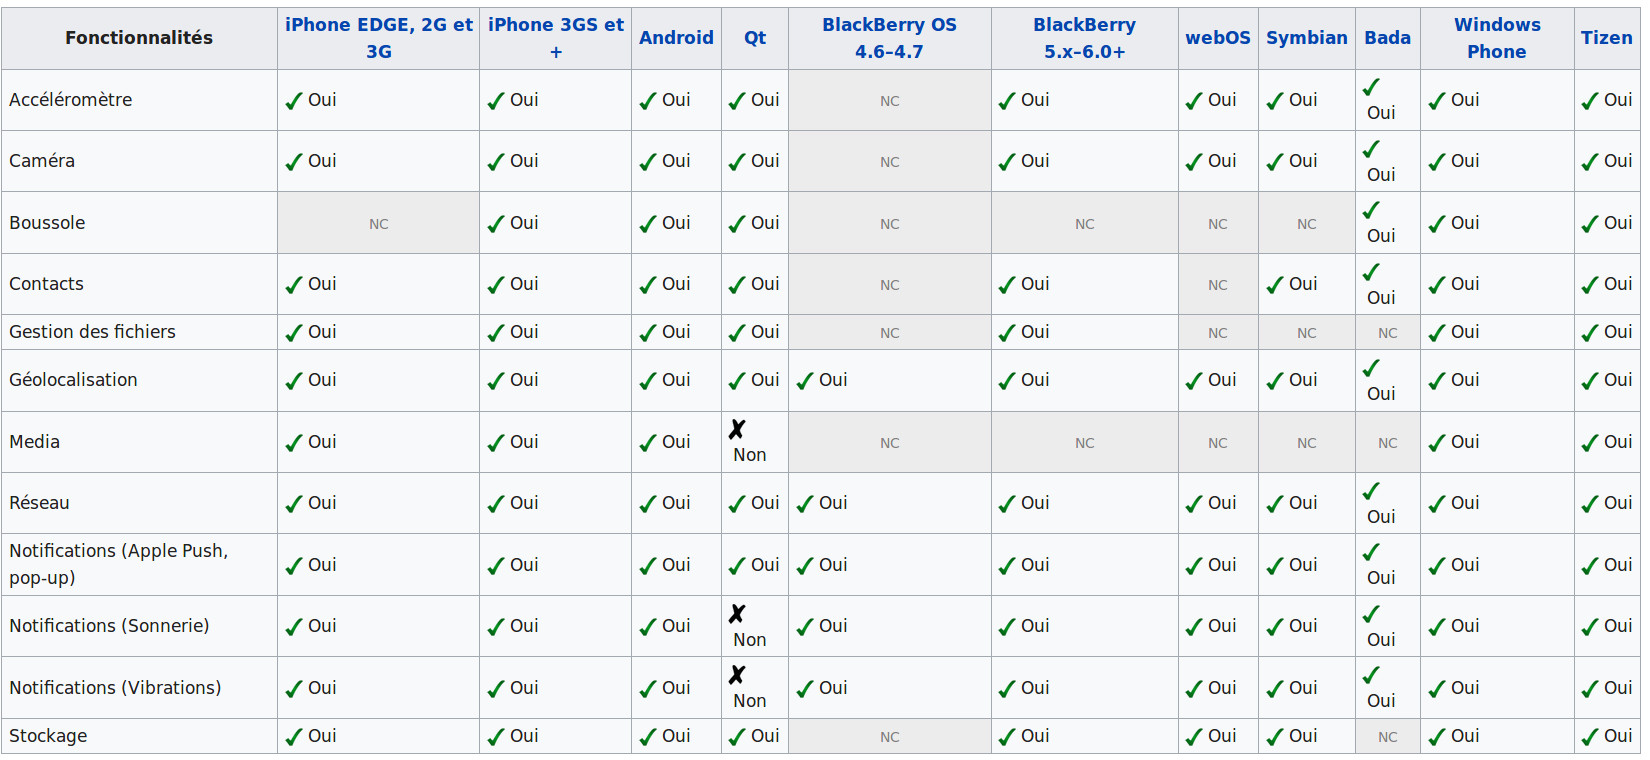 Fonctionnalités iPhone EDGE, 2G et 3G iPhone 3GS et + Android Qt BlackBerry OS 4.6–4.7 BlackBerry 5.x–6.0+ webOS Symbian Bada Windows Phone Tizen
Accéléromètre ✓ Oui ✓ Oui ✓ Oui ✓ Oui NC ✓ Oui ✓ Oui ✓ Oui ✓ Oui ✓ Oui ✓ Oui
Caméra ✓ Oui ✓ Oui ✓ Oui ✓ Oui NC ✓ Oui ✓ Oui ✓ Oui ✓ Oui ✓ Oui ✓ Oui
Boussole NC ✓ Oui ✓ Oui ✓ Oui NC NC NC NC ✓ Oui ✓ Oui ✓ Oui
Contacts ✓ Oui ✓ Oui ✓ Oui ✓ Oui NC ✓ Oui NC ✓ Oui ✓ Oui ✓ Oui ✓ Oui
Gestion des fichiers ✓ Oui ✓ Oui ✓ Oui ✓ Oui NC ✓ Oui NC NC NC ✓ Oui ✓ Oui
Géolocalisation ✓ Oui ✓ Oui ✓ Oui ✓ Oui ✓ Oui ✓ Oui ✓ Oui ✓ Oui ✓ Oui ✓ Oui ✓ Oui
Media ✓ Oui ✓ Oui ✓ Oui ✗ Non NC NC NC NC NC ✓ Oui ✓ Oui
Réseau ✓ Oui ✓ Oui ✓ Oui ✓ Oui ✓ Oui ✓ Oui ✓ Oui ✓ Oui ✓ Oui ✓ Oui ✓ Oui
Notifications (Apple Push, pop-up) ✓ Oui ✓ Oui ✓ Oui ✓ Oui ✓ Oui ✓ Oui ✓ Oui ✓ Oui ✓ Oui ✓ Oui ✓ Oui
Notifications (Sonnerie) ✓ Oui ✓ Oui ✓ Oui ✗ Non ✓ Oui ✓ Oui ✓ Oui ✓ Oui ✓ Oui ✓ Oui ✓ Oui
Notifications (Vibrations) ✓ Oui ✓ Oui ✓ Oui ✗ Non ✓ Oui ✓ Oui ✓ Oui ✓ Oui ✓ Oui ✓ Oui ✓ Oui
Stockage ✓ Oui ✓ Oui ✓ Oui ✓ Oui NC ✓ Oui ✓ Oui ✓ Oui NC ✓ Oui ✓ Oui